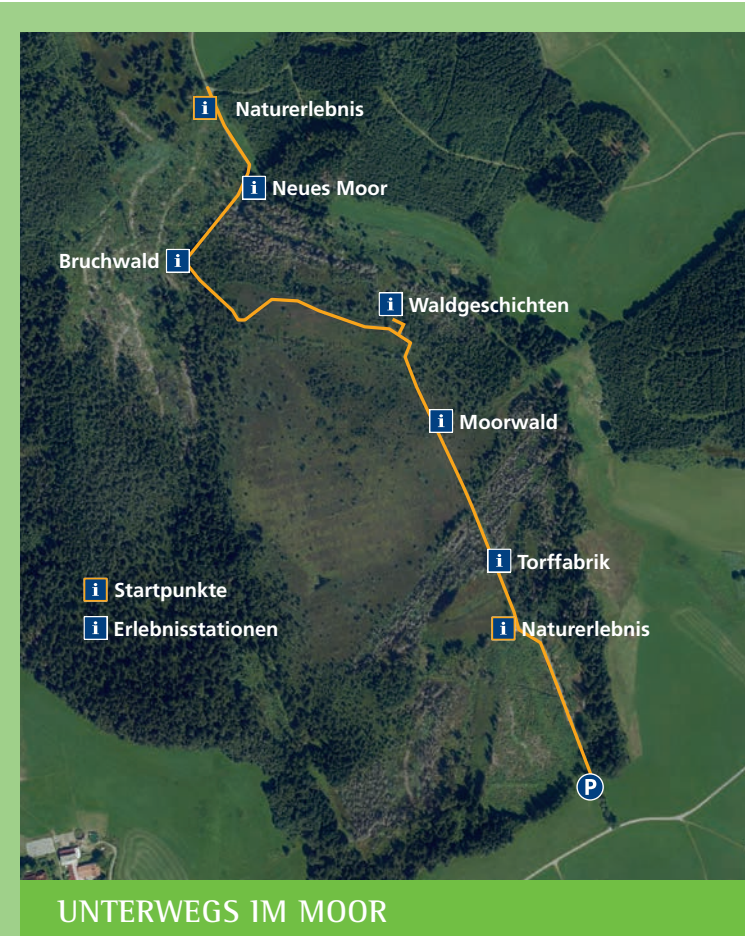 Naturerlebnis
Neues Moor
Bruchwald
Waldgeschichten
Moorwald
Torffabrik
Startpunkte
Erlebnisstationen
Naturerlebnis
P
UNTERWEGS IM MOOR